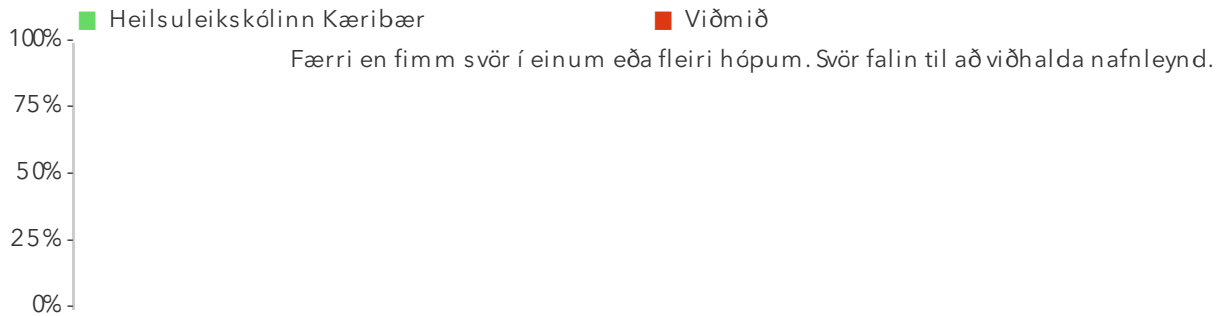 Heilsuleikskólinn Kæribær
Viðmið
100%
Færri en fimm svör í einum eða fleiri hópum. Svör falin til að viðhalda nafnleynd.
75%
50%
25%
0%